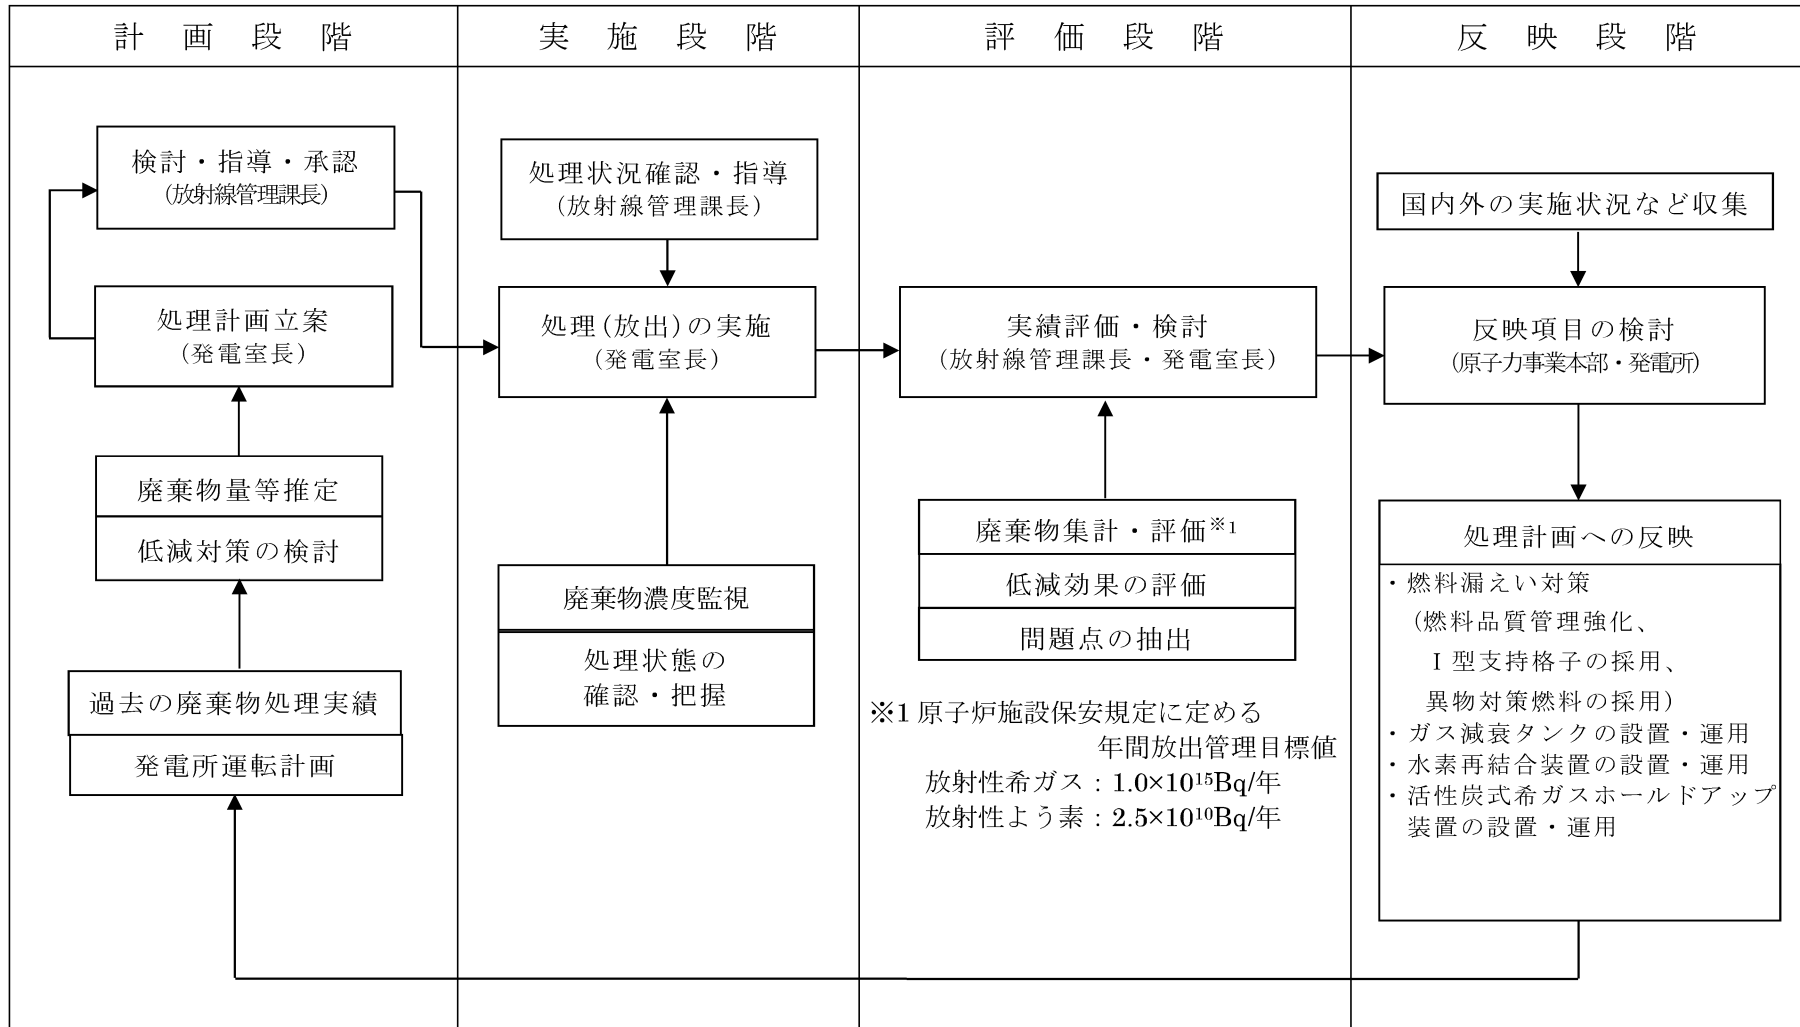 計画段階
実施段階
評価段階
反映段階
検討・指導・承認
(放射線管理課長)
処理計画立案
(発電室長)
廃棄物量等推定
低減対策の検討
過去の廃棄物処理実績
発電所運転計画
処理状況確認・指導
(放射線管理課長)
処理(放出)の実施
(発電室長)
廃棄物濃度監視
処理状態の
確認・把握
実績評価・検討
(放射線管理課長・発電室長)
廃棄物集計・評価※1
低減効果の評価
問題点の抽出
※1 原子炉施設保安規定に定める
年間放出管理目標値
放射性希ガス：1.0×10¹⁵Bq/年
放射性よう素：2.5×10¹⁰Bq/年
国内外の実施状況など収集
反映項目の検討
(原子力事業本部・発電所)
処理計画への反映
・燃料漏えい対策
(燃料品質管理強化、
Ⅰ型支持格子の採用、
異物対策燃料の採用)
・ガス減衰タンクの設置・運用
・水素再結合装置の設置・運用
・活性炭式希ガスホールドアップ
装置の設置・運用